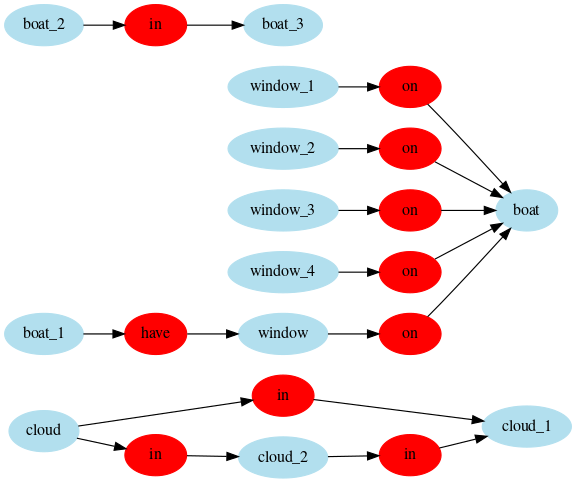 boat_2 in boat_3
window_1 on
window_2 on
window_3 on boat
window_4 on
boat_1 have window on
in
cloud cloud_1
in cloud_2 in